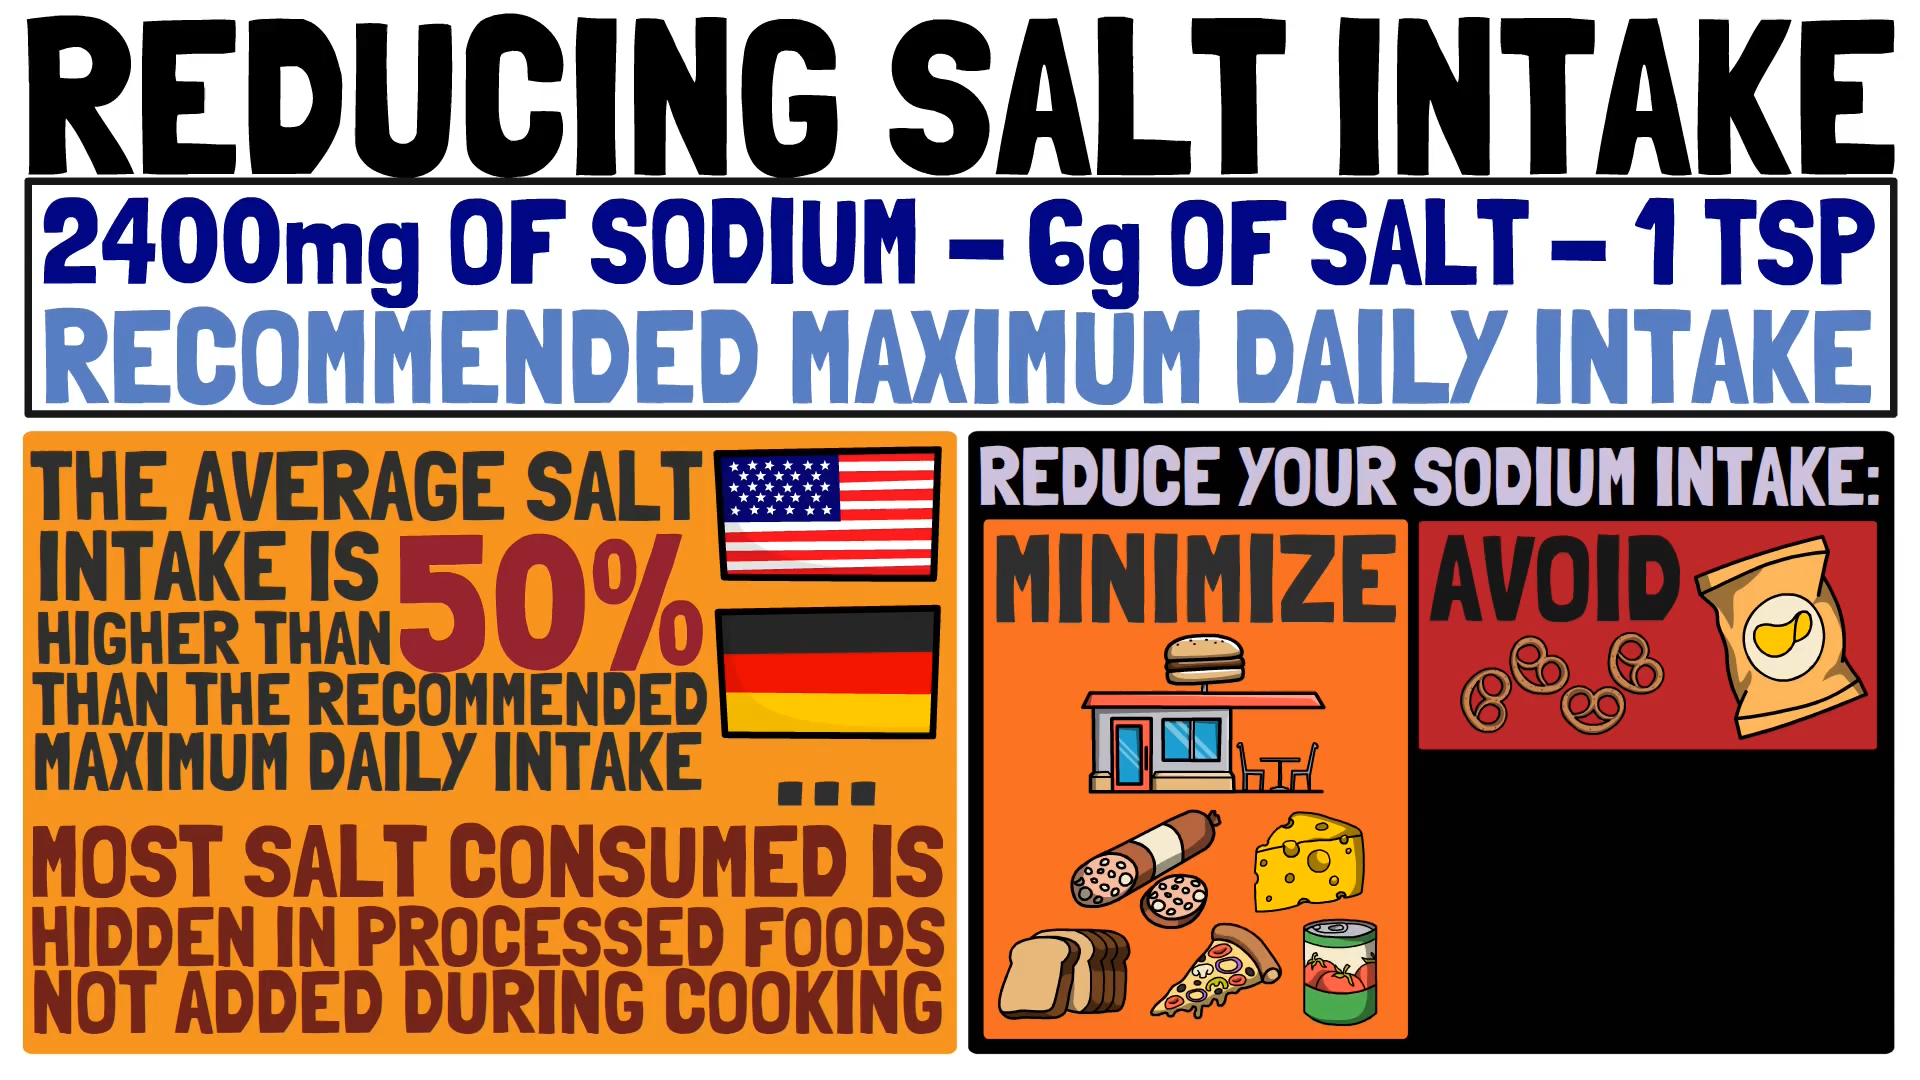 REDUCING SALT INTAKE
2400mg OF SODIUM – 6g OF SALT – 1 TSP
RECOMMENDED MAXIMUM DAILY INTAKE
THE AVERAGE SALT
INTAKE IS 50%
HIGHER THAN
THAN THE RECOMMENDED
MAXIMUM DAILY INTAKE
...
MOST SALT CONSUMED IS
HIDDEN IN PROCESSED FOODS
NOT ADDED DURING COOKING
REDUCE YOUR SODIUM INTAKE:
MINIMIZE
AVOID